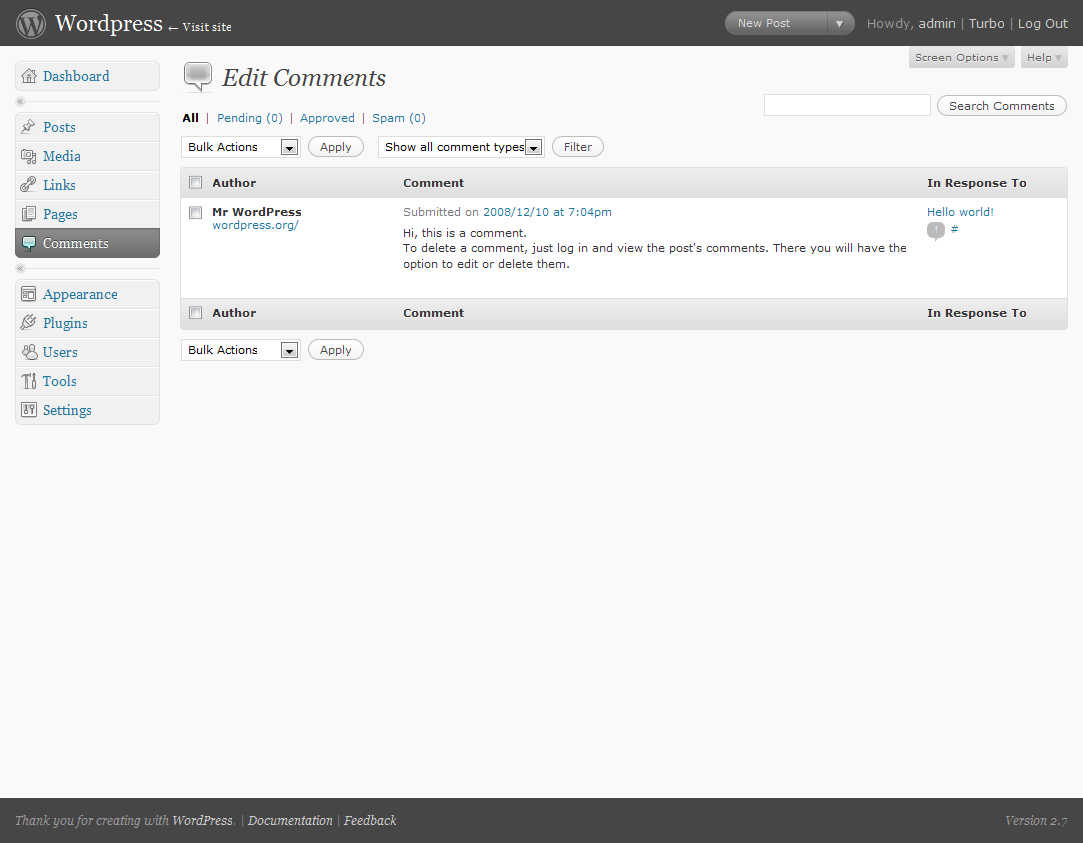 Wordpress ← Visit site
New Post
Howdy, admin | Turbo | Log Out
Screen Options
Help
Dashboard
Posts
Media
Links
Pages
Comments
Appearance
Plugins
Users
Tools
Settings
Edit Comments
Search Comments
All | Pending (0) | Approved | Spam (0)
Bulk Actions Apply Show all comment types Filter
Author Comment In Response To
Mr WordPress
wordpress.org/
Submitted on 2008/12/10 at 7:04pm
Hi, this is a comment.
To delete a comment, just log in and view the post's comments. There you will have the
option to edit or delete them.
Hello world!
1 #
Author Comment In Response To
Bulk Actions Apply
Thank you for creating with WordPress. | Documentation | Feedback
Version 2.7